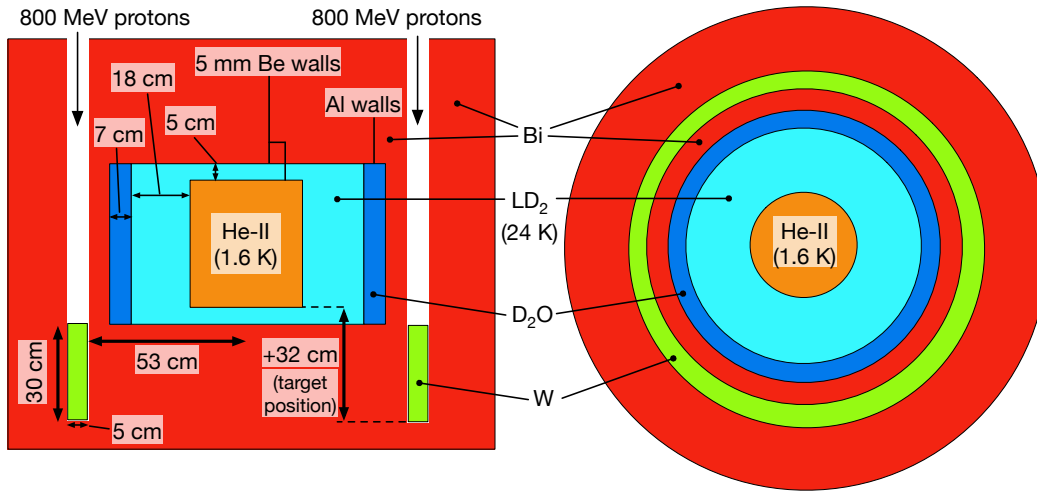 800 MeV protons
800 MeV protons
5 mm Be walls
18 cm
Al walls
7 cm
5 cm
Bi
LD₂
(24 K)
He-II
(1.6 K)
He-II
(1.6 K)
D₂O
53 cm
+32 cm
(target
position)
30 cm
W
5 cm